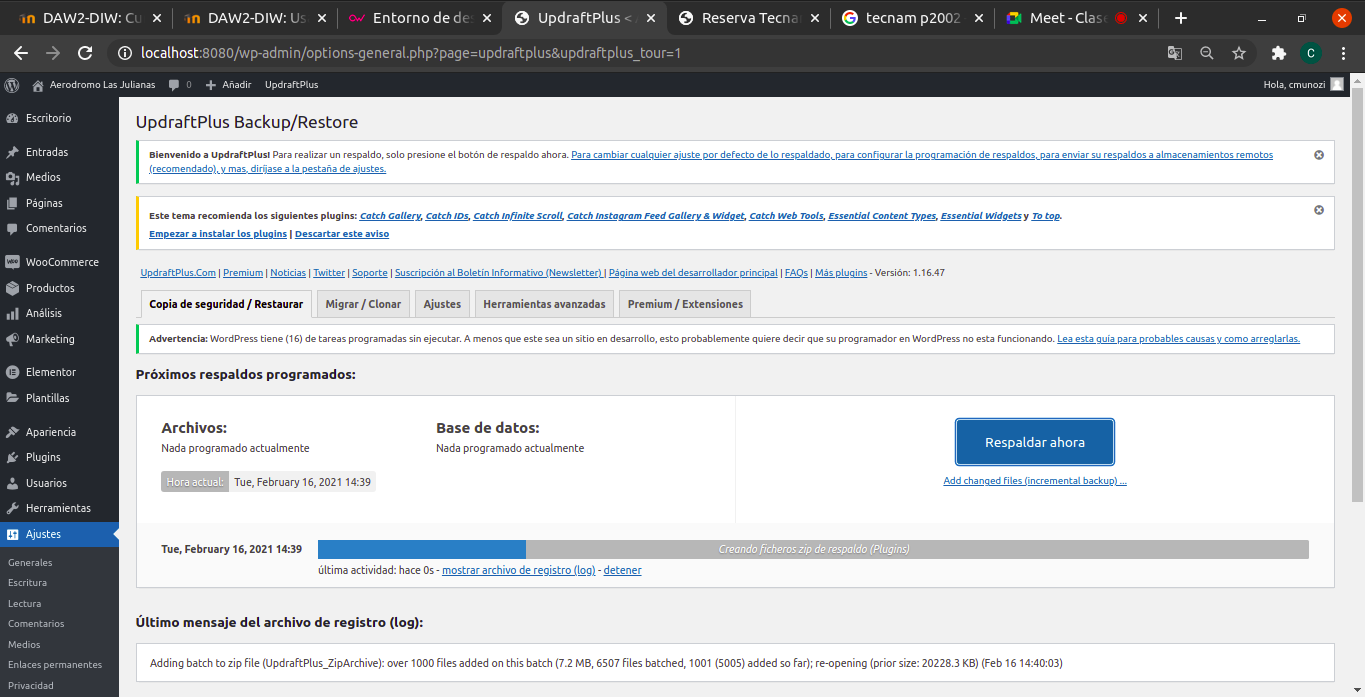 DAW2-DIW: Cu
DAW2-DIW: Us
Entorno de des
UpdraftPlus < A
Reserva Tecna
tecnam p2002
Meet - Clase
localhost:8080/wp-admin/options-general.php?page=updraftplus&updraftplus_tour=1
C
Aerodromo Las Julianas 0 Añadir UpdraftPlus Hola, cmunozi
Escritorio
Entradas
Medios
Páginas
Comentarios
WooCommerce
Productos
Análisis
Marketing
Elementor
Plantillas
Apariencia
Plugins
Usuarios
Herramientas
Ajustes
Generales
Escritura
Lectura
Comentarios
Medios
Enlaces permanentes
Privacidad
UpdraftPlus Backup/Restore
Bienvenido a UpdraftPlus! Para realizar un respaldo, solo presione el botón de respaldo ahora. Para cambiar cualquier ajuste por defecto de lo respaldado, para configurar la programación de respaldos, para enviar su respaldos a almacenamientos remotos
(recomendado), y mas, diríjase a la pestaña de ajustes.
Este tema recomienda los siguientes plugins: Catch Gallery, Catch IDs, Catch Infinite Scroll, Catch Instagram Feed Gallery & Widget, Catch Web Tools, Essential Content Types, Essential Widgets y To top.
Empezar a instalar los plugins | Descartar este aviso
UpdraftPlus.Com | Premium | Noticias | Twitter | Soporte | Suscripción al Boletín Informativo (Newsletter) | Página web del desarrollador principal | FAQs | Más plugins - Versión: 1.16.47
Copia de seguridad / Restaurar Migrar / Clonar Ajustes Herramientas avanzadas Premium / Extensiones
Advertencia: WordPress tiene (16) de tareas programadas sin ejecutar. A menos que este sea un sitio en desarrollo, esto probablemente quiere decir que su programador en WordPress no esta funcionando. Lea esta guía para probables causas y como arreglarlas.
Próximos respaldos programados:
Archivos:
Nada programado actualmente
Base de datos:
Nada programado actualmente
Hora actual: Tue, February 16, 2021 14:39
Respaldar ahora
Add changed files (incremental backup) ...
Tue, February 16, 2021 14:39
Creando ficheros zip de respaldo (Plugins)
última actividad: hace 0s - mostrar archivo de registro (log) - detener
Último mensaje del archivo de registro (log):
Adding batch to zip file (UpdraftPlus_ZipArchive): over 1000 files added on this batch (7.2 MB, 6507 files batched, 1001 (5005) added so far); re-opening (prior size: 20228.3 KB) (Feb 16 14:40:03)